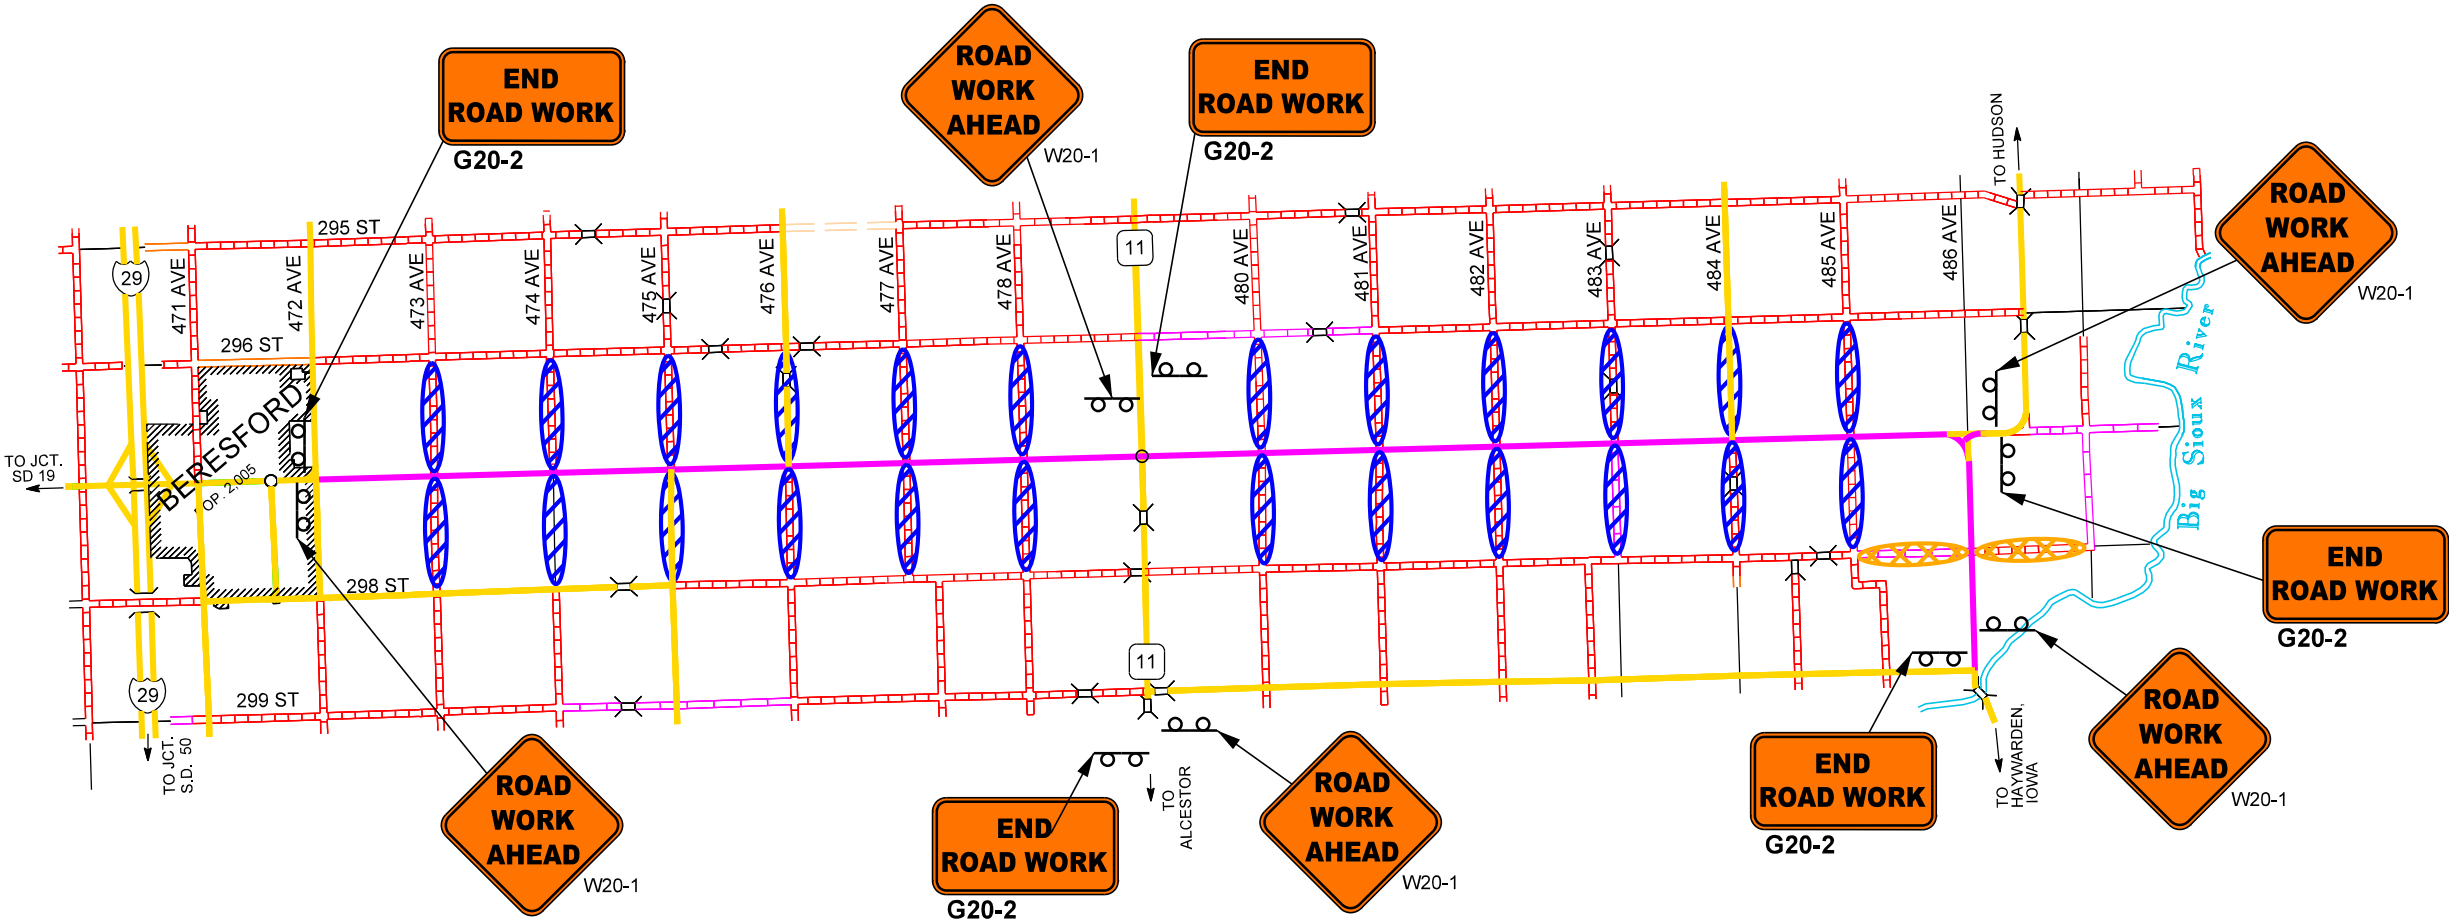 END
ROAD WORK
G20-2
ROAD
WORK
AHEAD
W20-1
END
ROAD WORK
G20-2
TO HUDSON
ROAD
WORK
AHEAD
W20-1
295 ST
29
471 AVE
472 AVE
473 AVE
474 AVE
475 AVE
476 AVE
477 AVE
478 AVE
11
480 AVE
481 AVE
482 AVE
483 AVE
484 AVE
485 AVE
486 AVE
296 ST
Big Sioux River
BERESFORD
POP. 2,005
TO JCT.
SD 19
298 ST
END
ROAD WORK
G20-2
29
299 ST
11
TO JCT.
S.D. 50
ROAD
WORK
AHEAD
W20-1
END
ROAD WORK
G20-2
TO
ALCESTOR
ROAD
WORK
AHEAD
W20-1
END
ROAD WORK
G20-2
TO
HAYWARDEN,
IOWA
ROAD
WORK
AHEAD
W20-1